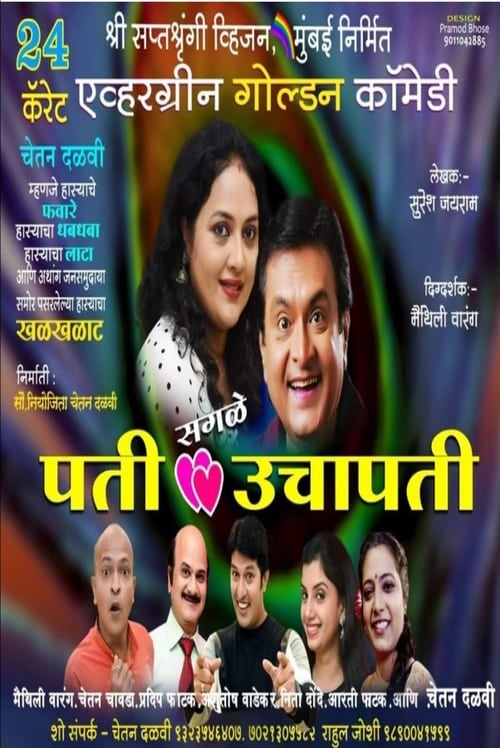 DESIGN
Pramod Bhose
9011042885
श्री सप्तश्रृंगी व्हिजन, मुंबई निर्मित
24 कॅरेट
एव्हरग्रीन गोल्डन कॉमेडी
चेतन दळवी
म्हणजे हास्याचे
फवारे
हास्याचा धबधबा
हास्याचा लाटा
आणि अथांग जनसमुदाया
समोर पसरलेल्या हास्याचा
खळखळाट
निर्माती :
सौ.नियोजिता चेतन दळवी
लेखक:-
सुरेश जयराम
दिग्दर्शक:-
मैथिली वारंग
सगळे
पती उचापती
मैथिली वारंग,चेतन चावडा,प्रदिप फाटक,आशुतोष वाडेकर,निता दोंदे,आरती फाटक,आणि चेतन दळवी
शो संपर्क - चेतन दळवी ९३२३५४६४०७. ७०२१३०५५८२ राहुल जोशी ९८९००४१५९९